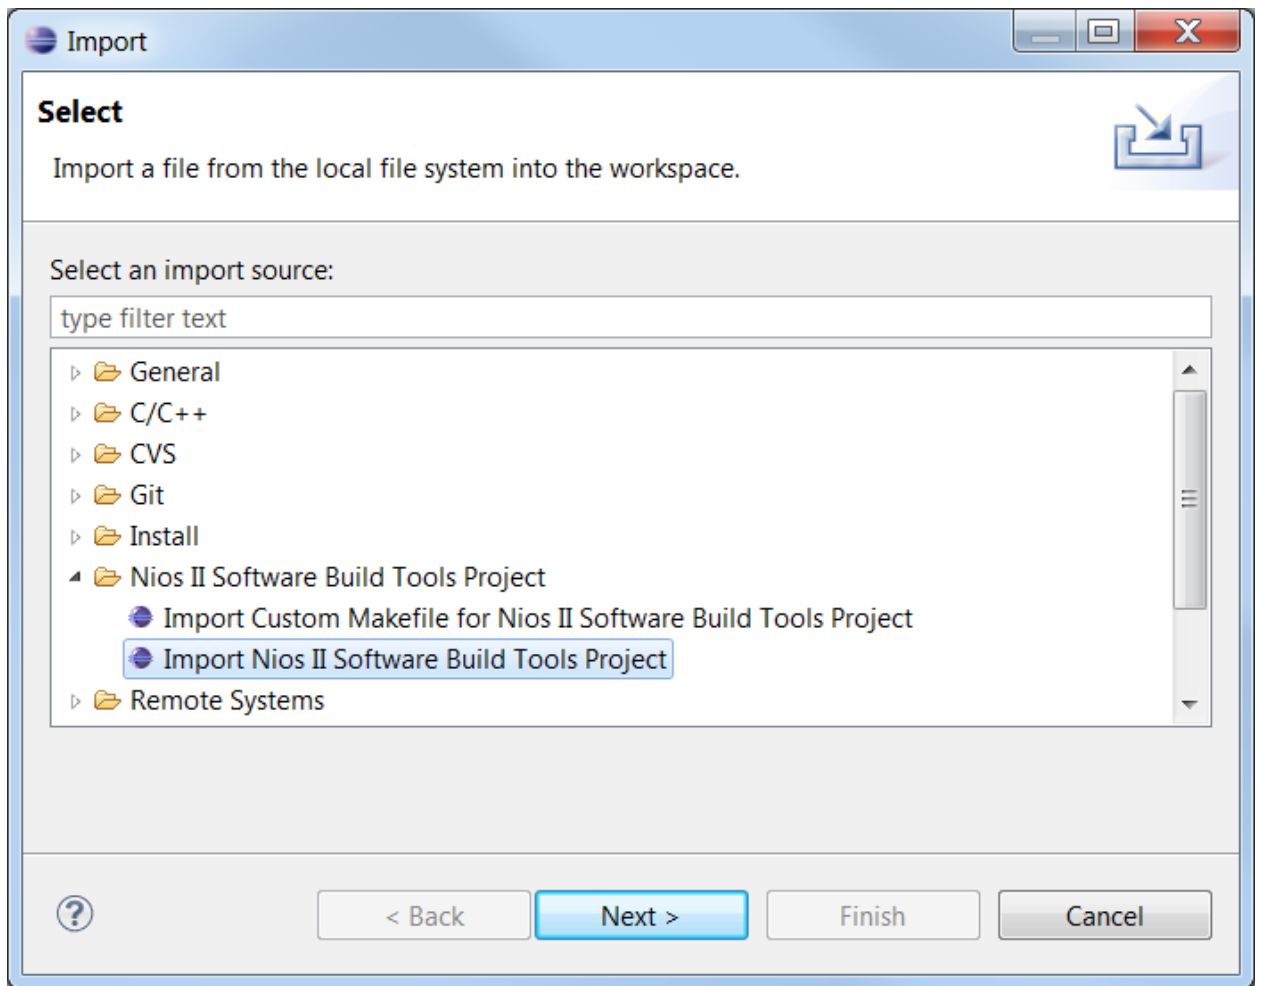 Import
Select
Import a file from the local file system into the workspace.
Select an import source:
type filter text
General
C/C++
CVS
Git
Install
Nios II Software Build Tools Project
Import Custom Makefile for Nios II Software Build Tools Project
Import Nios II Software Build Tools Project
Remote Systems
? < Back Next > Finish Cancel